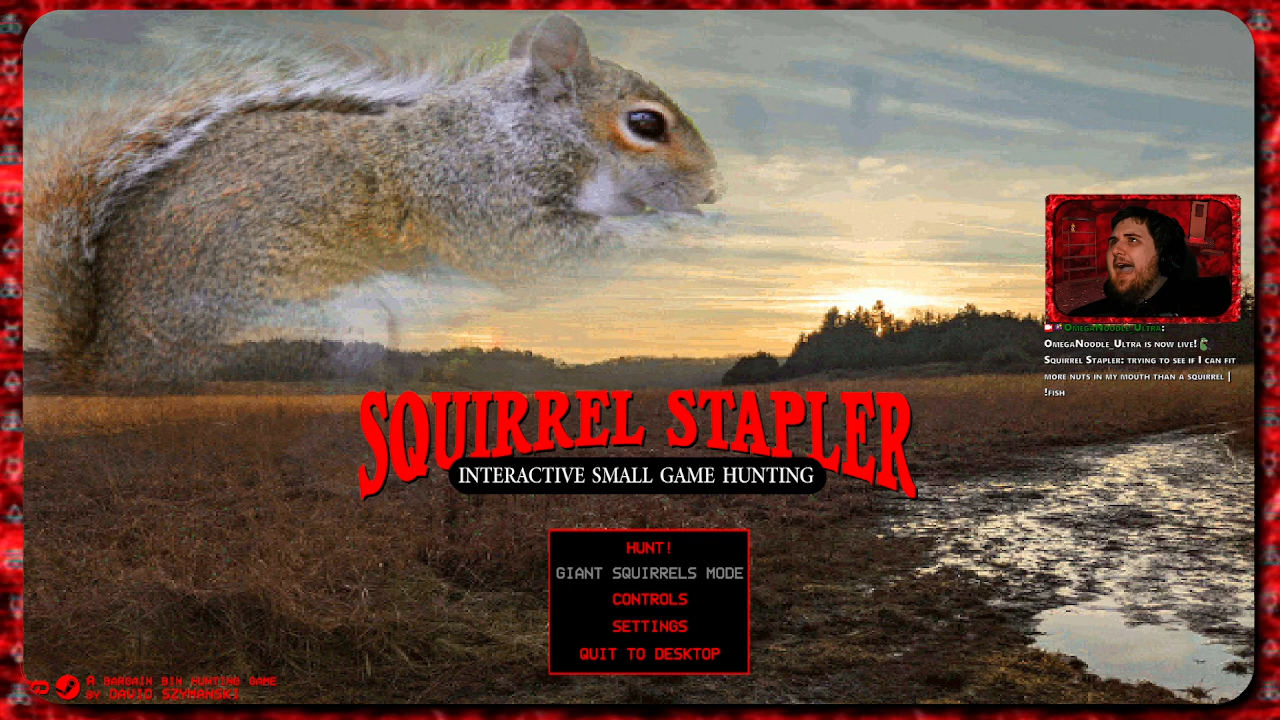 SQUIRREL STAPLER
INTERACTIVE SMALL GAME HUNTING
HUNT!
GIANT SQUIRRELS MODE
CONTROLS
SETTINGS
QUIT TO DESKTOP
A BARGAIN BIN HUNTING GAME
BY DAVID SZYMANSKI
OmegaNoodle_Ultra:
OmegaNoodle_Ultra is now live!
Squirrel Stapler: trying to see if I can fit
more nuts in my mouth than a squirrel |
!fish